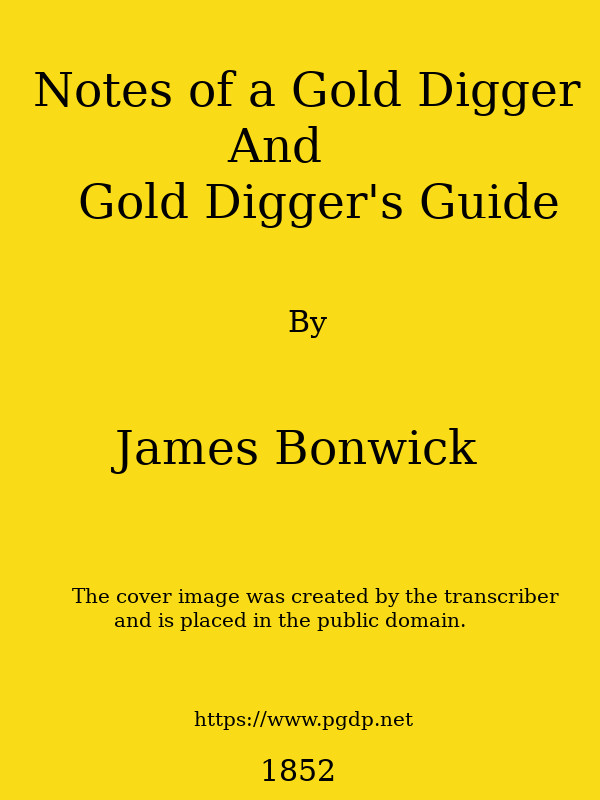 Notes of a Gold Digger
And
Gold Digger's Guide
By
James Bonwick
The cover image was created by the transcriber
and is placed in the public domain.
https://www.pgdp.net
1852